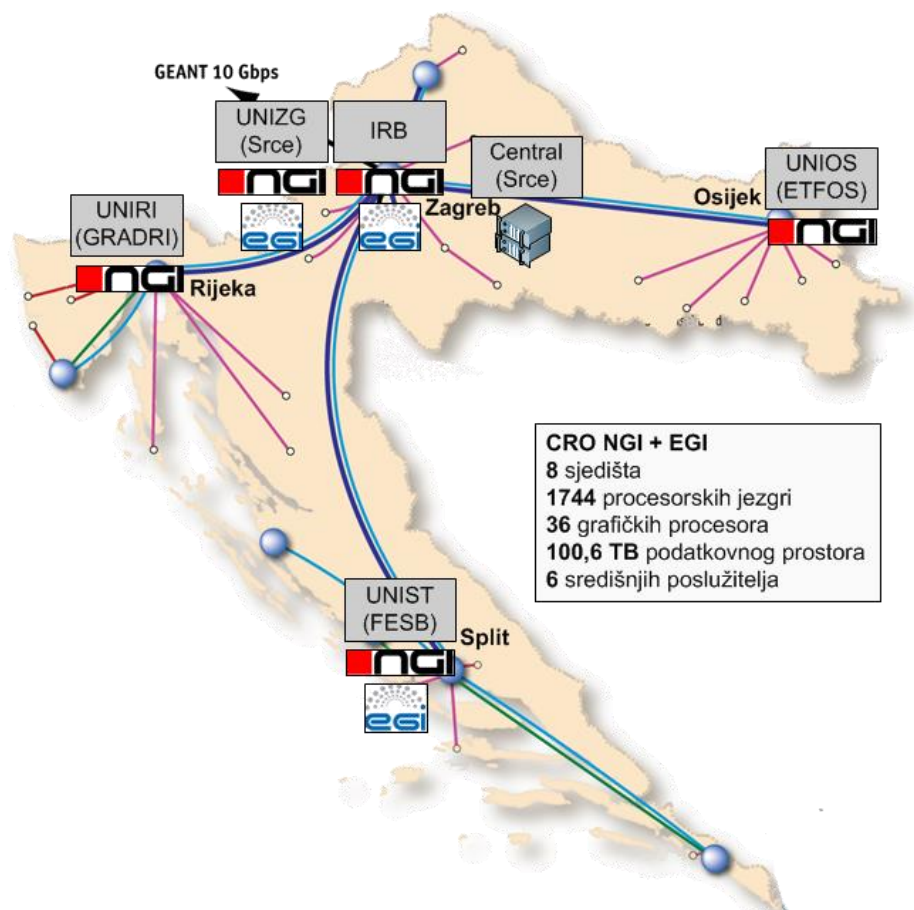 GEANT 10 Gbps
UNIZG
(Srce)
IRB
Central
(Srce)
UNIOS
(ETFOS)
UNIRI
(GRADRI)
NGI
NGI
NGI
NGI
egi
egi
Zagreb
Osijek
Rijeka
CRO NGI + EGI
8 sjedišta
1744 procesorskih jezgri
36 grafičkih procesora
100,6 TB podatkovnog prostora
6 središnjih poslužitelja
UNIST
(FESB)
Split
NGI
egi